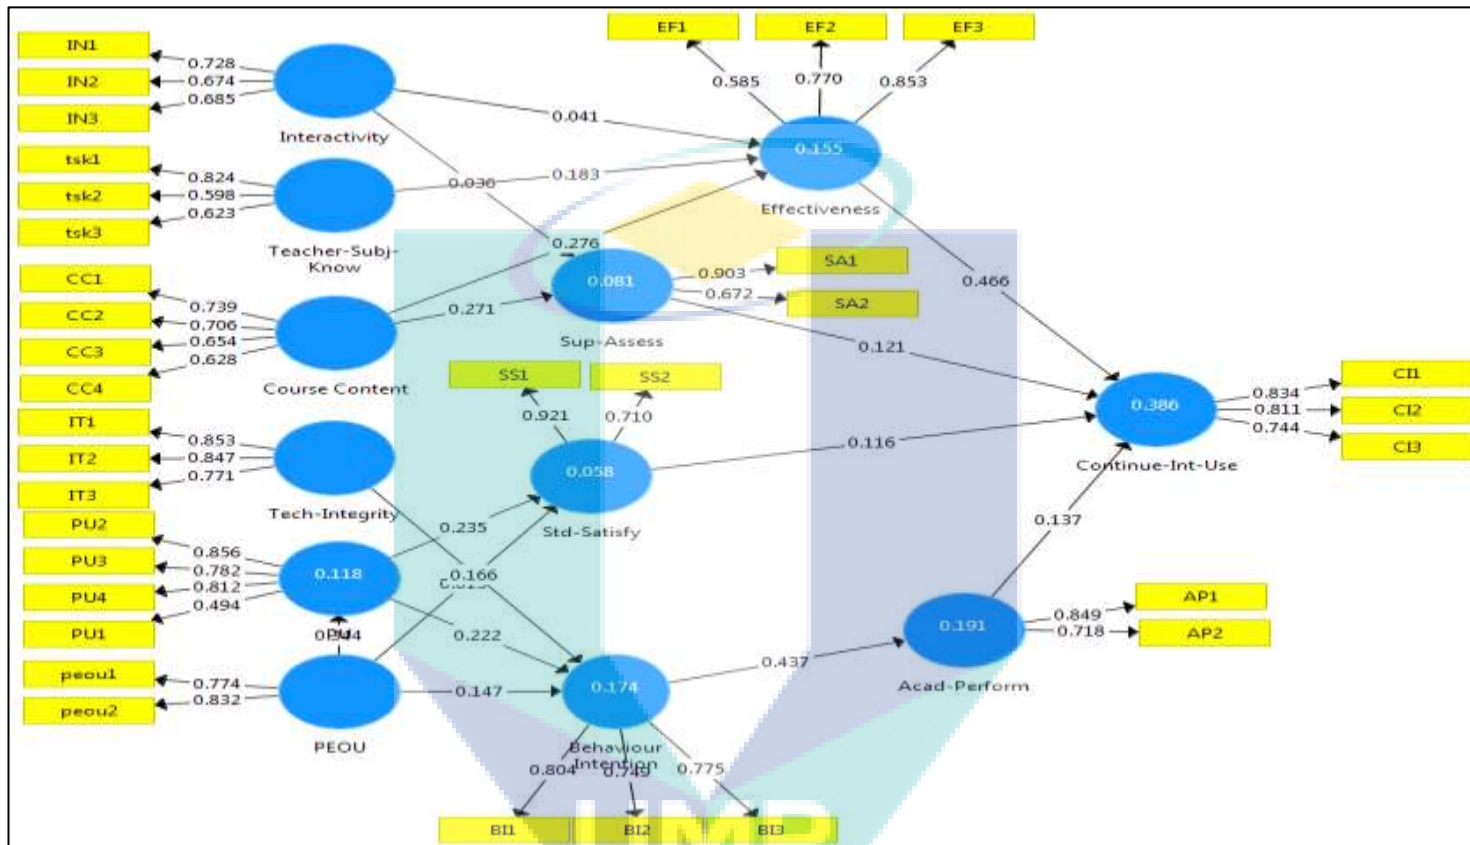 EF1
EF2
EF3
0.585
0.770
0.853
IN1
IN2
IN3
0.728
0.674
0.685
Interactivity
0.041
0.036
tsk1
tsk2
tsk3
0.824
0.598
0.623
Teacher-Subj-
Know
0.183
0.155
Effectiveness
0.466
CC1
CC2
CC3
CC4
0.739
0.706
0.654
0.628
Course Content
0.276
0.271
0.081
Sup-Assess
0.903
0.672
SA1
SA2
0.121
SS1
SS2
0.921
0.710
0.058
Std-Satisfy
0.116
0.386
Continue-Int-Use
0.834
0.811
0.744
CI1
CI2
CI3
IT1
IT2
IT3
0.853
0.847
0.771
Tech-Integrity
0.166
PU2
PU3
PU4
PU1
0.856
0.782
0.812
0.494
0.118
PU
0.235
0.222
peou1
peou2
0.774
0.832
PEOU
0.147
0.174
Behaviour
Intention
0.804
0.749
0.775
BI1
BI2
BI3
0.437
0.191
Acad-Perform
0.137
0.849
0.718
AP1
AP2
UMP